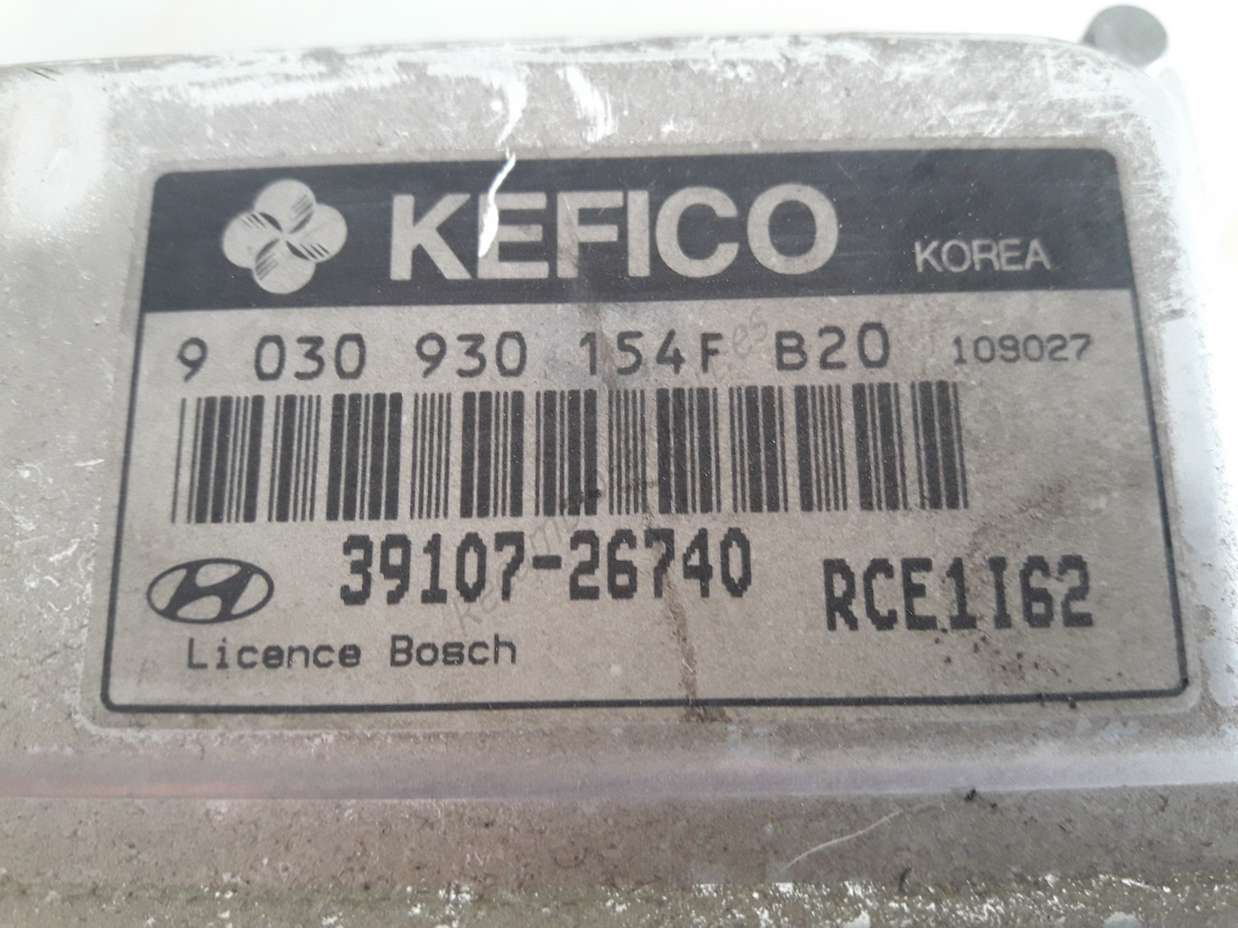 KEFICO KOREA
9 030 930 154F B20 109027
39107-26740 RCE1I62
Licence Bosch